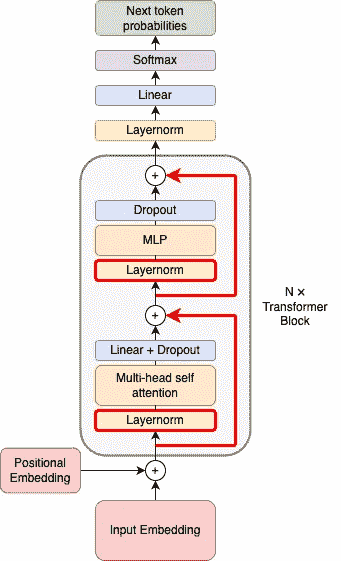 Next token
probabilities
Softmax
Linear
Layernorm
+
Dropout
MLP
Layernorm
+
Linear + Dropout
Multi-head self
attention
Layernorm
N ×
Transformer
Block
Positional
Embedding
+
Input Embedding